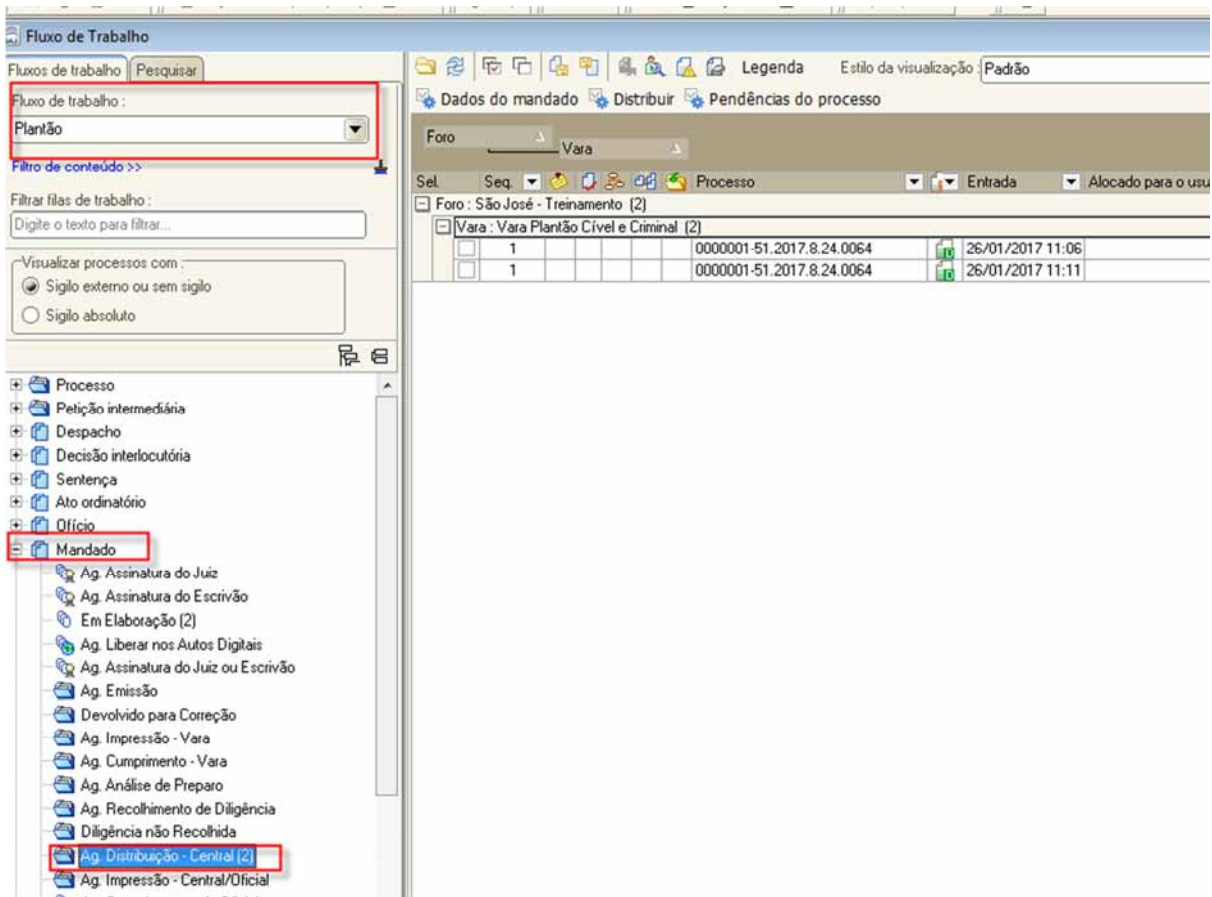 Fluxo de Trabalho
Fluxos de trabalho Pesquisar
Fluxo de trabalho :
Plantão
Filtro de conteúdo >>
Filtrar filas de trabalho :
Digite o texto para filtrar...
Visualizar processos com :
Sigilo externo ou sem sigilo
Sigilo absoluto
Processo
Petição intermediária
Despacho
Decisão interlocutória
Sentença
Ato ordinatório
Ofício
Mandado
Ag. Assinatura do Juiz
Ag. Assinatura do Escrivão
Em Elaboração (2)
Ag. Liberar nos Autos Digitais
Ag. Assinatura do Juiz ou Escrivão
Ag. Emissão
Devolvido para Correção
Ag. Impressão - Vara
Ag. Cumprimento - Vara
Ag. Análise de Preparo
Ag. Recolhimento de Diligência
Diligência não Recolhida
Ag. Distribuição - Central (2)
Ag. Impressão - Central/Oficial
Legenda Estilo da visualização : Padrão
Dados do mandado Distribuir Pendências do processo
Foro
Vara
Sel. Seq. Processo Entrada Alocado para o usu
Foro : São José - Treinamento (2)
Vara : Vara Plantão Cível e Criminal (2)
1 0000001-51.2017.8.24.0064 26/01/2017 11:06
1 0000001-51.2017.8.24.0064 26/01/2017 11:11